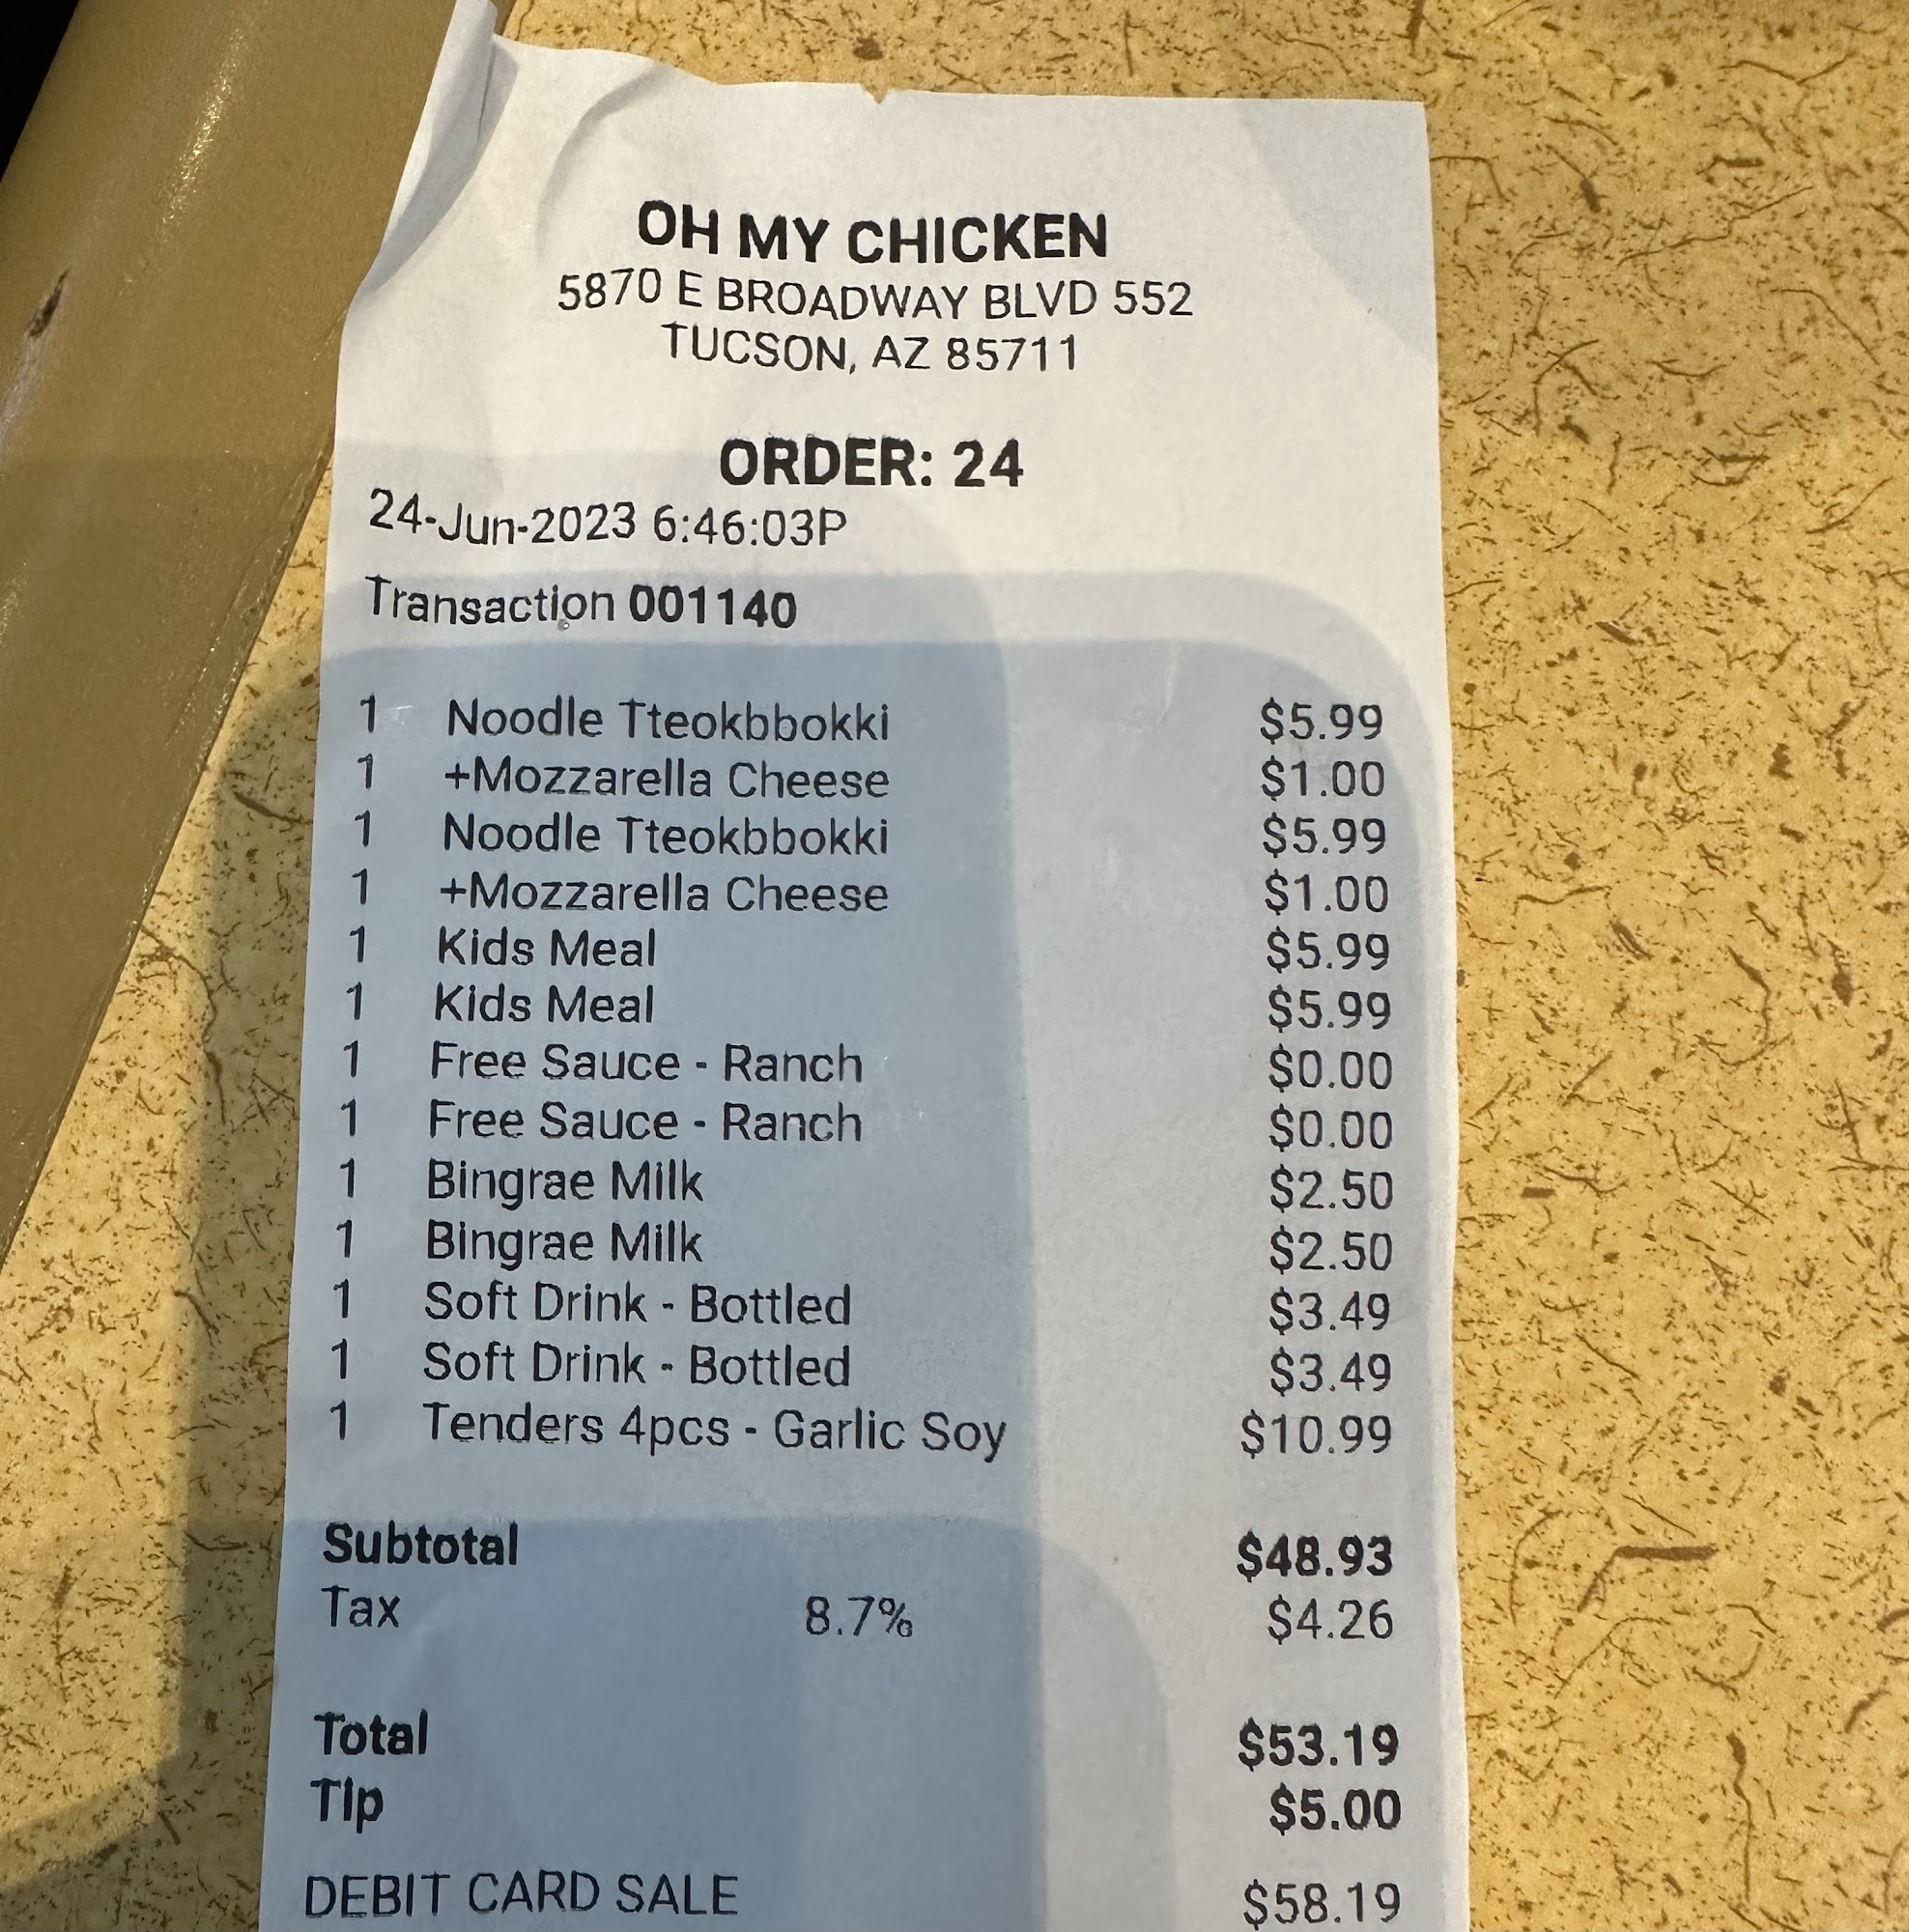 OH MY CHICKEN
5870 E BROADWAY BLVD 552
TUCSON, AZ 85711
ORDER: 24
24-Jun-2023 6:46:03P
Transaction 001140
1 Noodle Tteokbbokki $5.99
1 +Mozzarella Cheese $1.00
1 Noodle Tteokbbokki $5.99
1 +Mozzarella Cheese $1.00
1 Kids Meal $5.99
1 Kids Meal $5.99
1 Free Sauce - Ranch $0.00
1 Free Sauce - Ranch $0.00
1 Bingrae Milk $2.50
1 Bingrae Milk $2.50
1 Soft Drink - Bottled $3.49
1 Soft Drink - Bottled $3.49
1 Tenders 4pcs - Garlic Soy $10.99
Subtotal $48.93
Tax 8.7% $4.26
Total $53.19
Tip $5.00
DEBIT CARD SALE $58.19